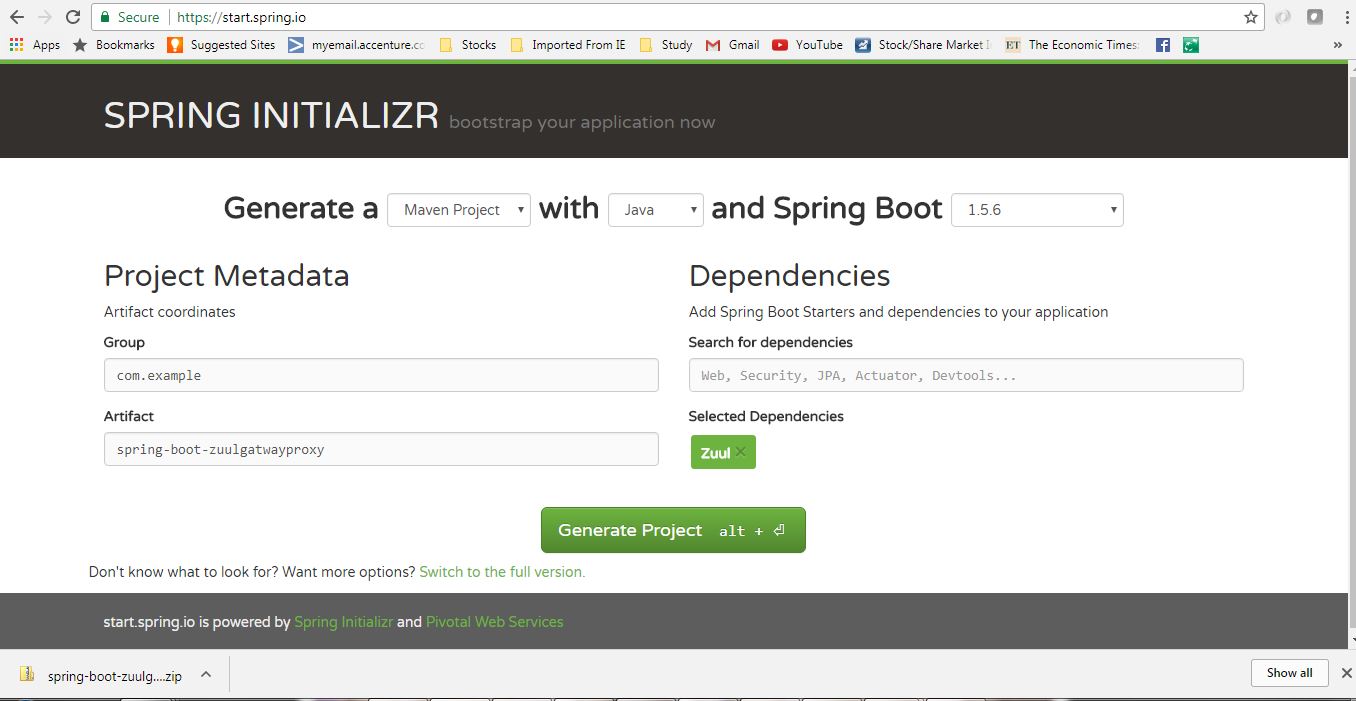 Secure https://start.spring.io
Apps Bookmarks Suggested Sites myemail.accenture.co Stocks Imported From IE Study Gmail YouTube Stock/Share Market I ET The Economic Times: »
SPRING INITIALIZR bootstrap your application now
Generate a Maven Project with Java and Spring Boot 1.5.6
Project Metadata
Artifact coordinates
Group
com.example
Artifact
spring-boot-zuulgatwayproxy
Dependencies
Add Spring Boot Starters and dependencies to your application
Search for dependencies
Web, Security, JPA, Actuator, Devtools...
Selected Dependencies
Zuul ×
Generate Project alt + ⏎
Don't know what to look for? Want more options? Switch to the full version.
start.spring.io is powered by Spring Initializr and Pivotal Web Services
spring-boot-zuulg....zip Show all